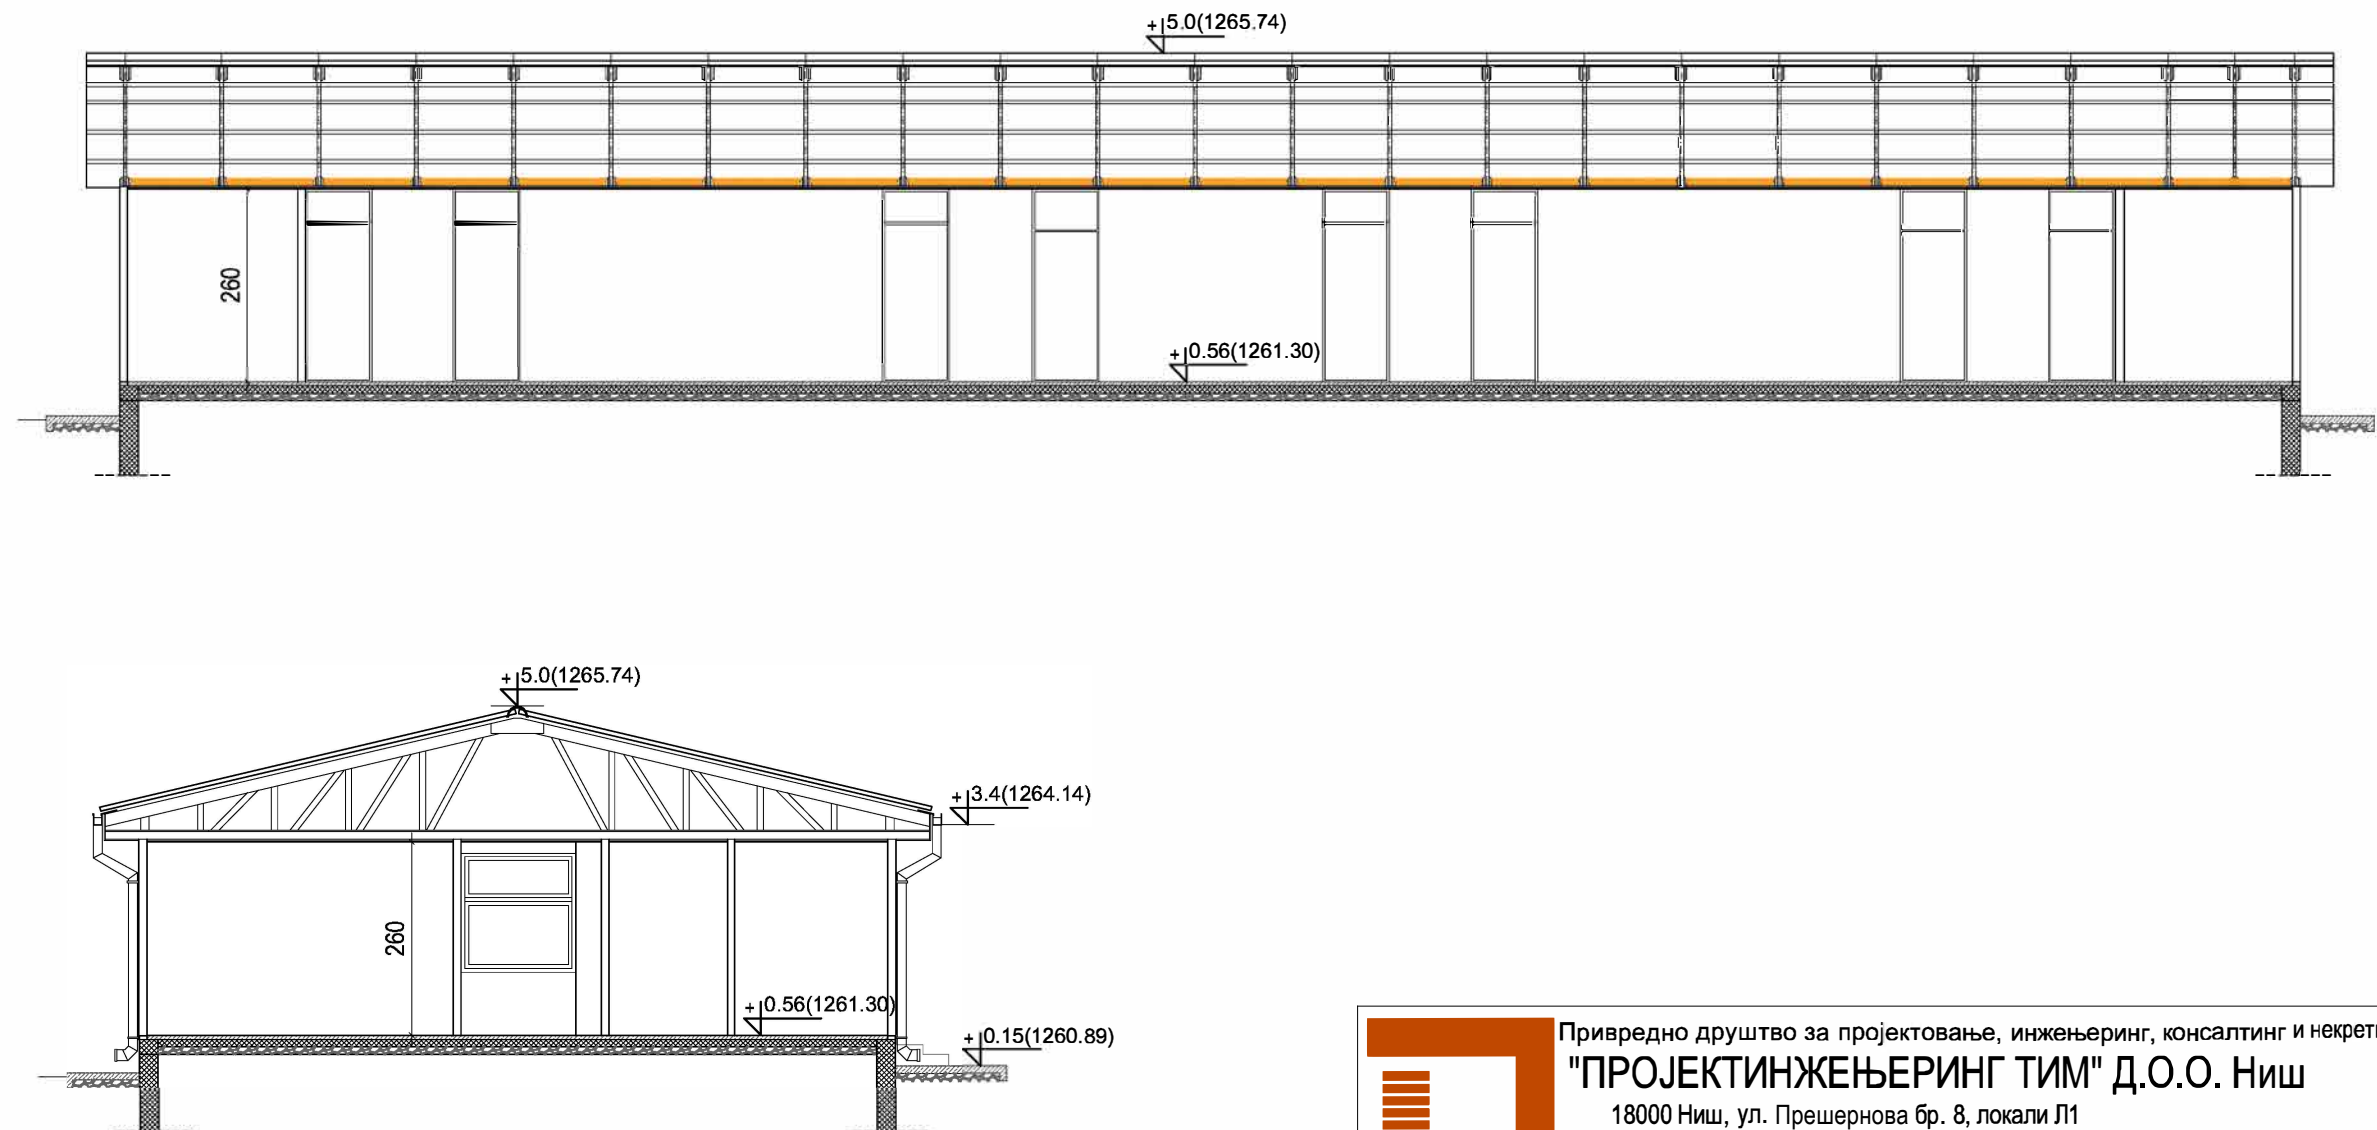 +5.0(1265.74)
260
+0.56(1261.30)
+5.0(1265.74)
+3.4(1264.14)
260
+0.56(1261.30)
+0.15(1260.89)
Привредно друштво за пројектовање, инжењеринг, консалтинг и некрет
"ПРОЈЕКТИНЖЕЊЕРИНГ ТИМ" Д.О.О. Ниш
18000 Ниш, ул. Прешернова бр. 8, локали Л1